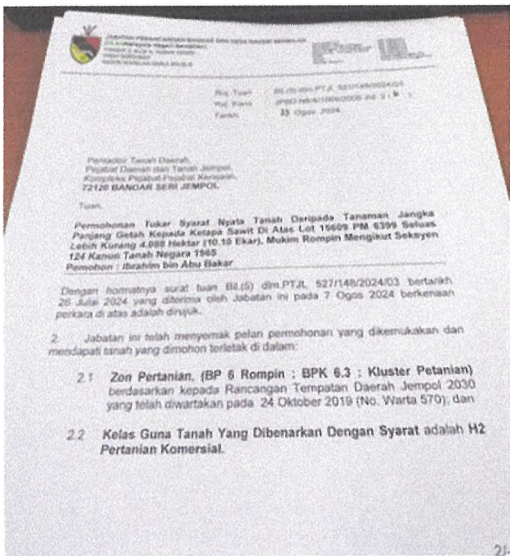 JABATAN PERANCANGAN BANDAR DAN DESA NEGERI SEMBILAN
Ruj. Tuan
Ruj. Kami
Tarikh
25 Ogos 2024
Pentadbir Tanah Daerah,
Pejabat Daerah dan Tanah Jempol,
Kompleks Pejabat-Pejabat Kerajaan,
72120 BANDAR SERI JEMPOL
Tuan,
Permohonan Tukar Syarat Nyata Tanah Daripada Tanaman Jangka
Panjang Getah Kepada Kelapa Sawit Di Atas Lot 15609 PM 6399 Seluas
Lebih Kurang 4.088 Hektar (10.10 Ekar), Mukim Rompin Mengikut Seksyen
124 Kanun Tanah Negara 1965
Pemohon : Ibrahim bin Abu Bakar
Dengan hormatnya surat tuan Bil.(5) dlm.PTJL 527/148/2024/03 bertarikh
26 Julai 2024 yang diterima oleh Jabatan ini pada 7 Ogos 2024 berkenaan
perkara di atas adalah dirujuk.
2. Jabatan ini telah menyemak pelan permohonan yang dikemukakan dan
mendapati tanah yang dimohon terletak di dalam:
2.1 Zon Pertanian, (BP 6 Rompin : BPK 6.3 : Kluster Petanian)
berdasarkan kepada Rancangan Tempatan Daerah Jempol 2030
yang telah diwartakan pada 24 Oktober 2019 (No. Warta 570); dan
2.2 Kelas Guna Tanah Yang Dibenarkan Dengan Syarat adalah H2
Pertanian Komersial.